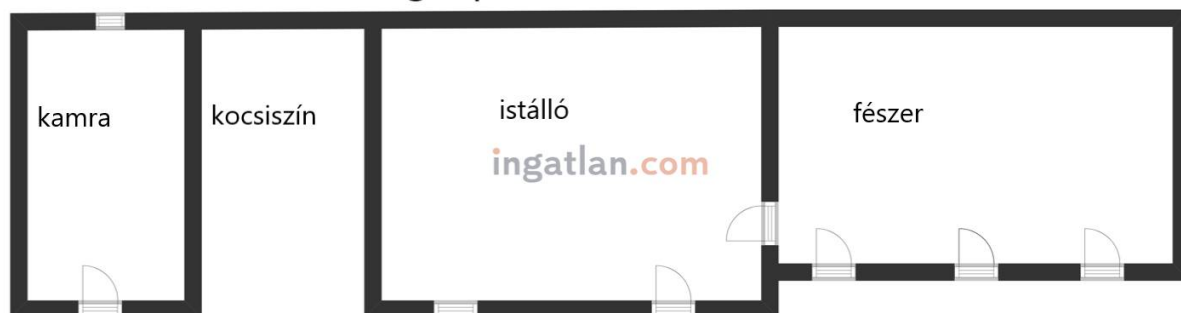 kamra
kocsiszín
istálló
fészer
ingatlan.com